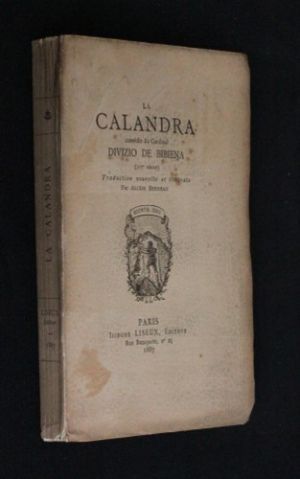 LA
CALANDRA
comédie du Cardinal
DIVIZIO DE BIBIENA
Traduction nouvelle et
PARIS
ISIDORE LISEUX, ÉDITEUR
Rue Bonaparte, nº 25
1887
LA CALANDRA